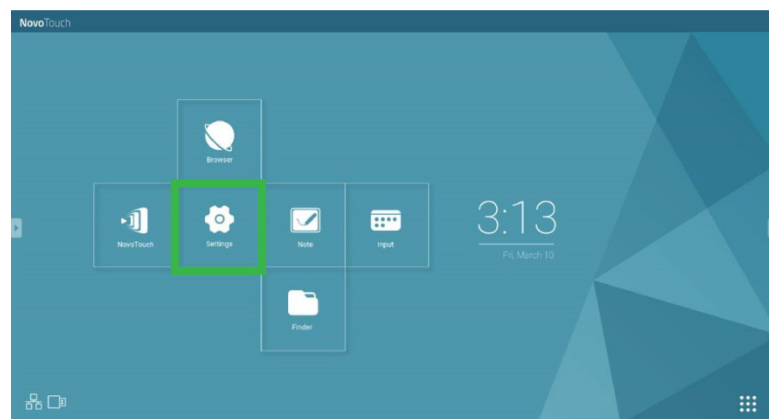 NovoTouch
Browser
NovoTouch
Settings
Note
Input
3:13
Fri, March 10
Finder